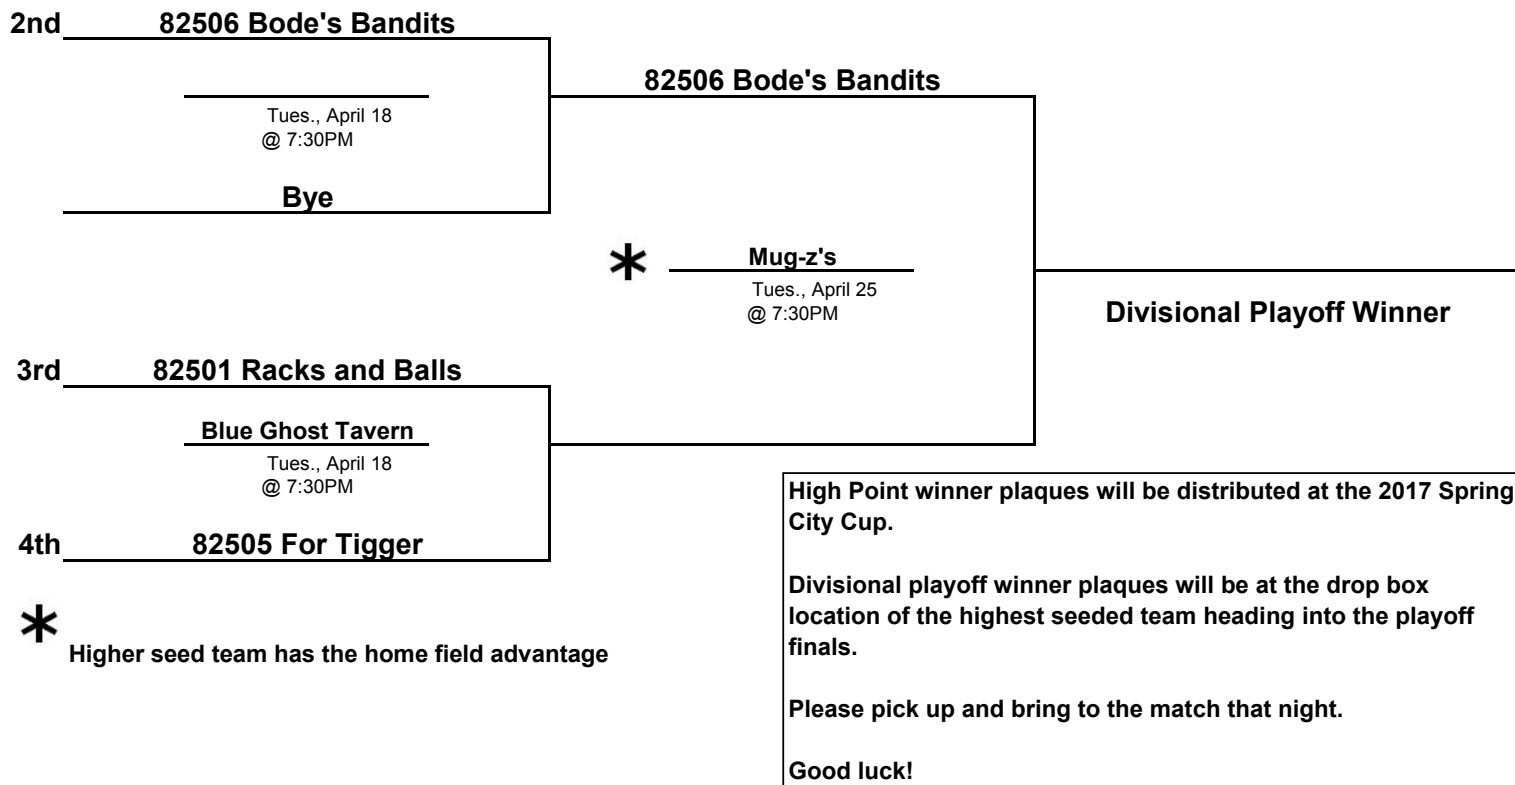 2nd 82506 Bode's Bandits
82506 Bode's Bandits
Tues., April 18
@ 7:30PM
Bye
* Mug-z's
Tues., April 25
@ 7:30PM
Divisional Playoff Winner
3rd 82501 Racks and Balls
Blue Ghost Tavern
Tues., April 18
@ 7:30PM
4th 82505 For Tigger
*
Higher seed team has the home field advantage
High Point winner plaques will be distributed at the 2017 Spring
City Cup.
Divisional playoff winner plaques will be at the drop box
location of the highest seeded team heading into the playoff
finals.
Please pick up and bring to the match that night.
Good luck!